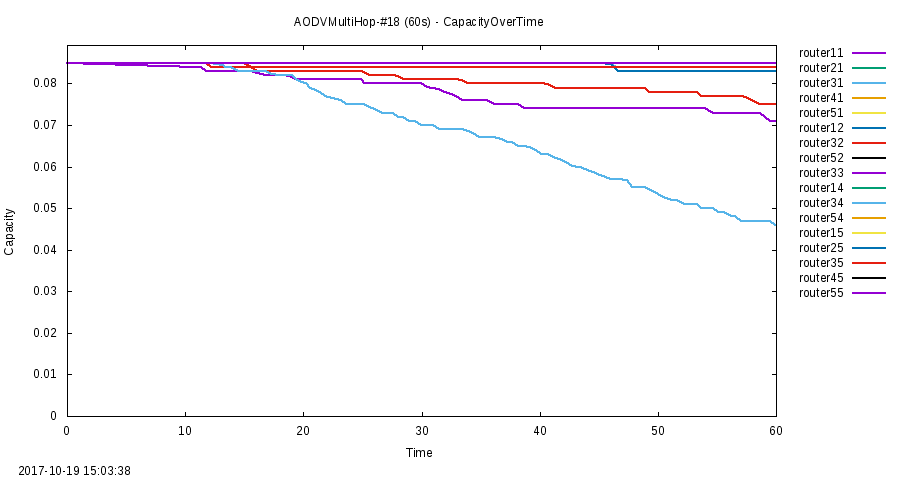 AODVMultiHop-#18 (60s) - CapacityOverTime
router11
router21
router31
router41
router51
router12
router32
router52
router33
router14
router34
router54
router15
router25
router35
router45
router55
0.08
0.07
0.06
0.05
0.04
0.03
0.02
0.01
0
Capacity
0 10 20 30 40 50 60
Time
2017-10-19 15:03:38